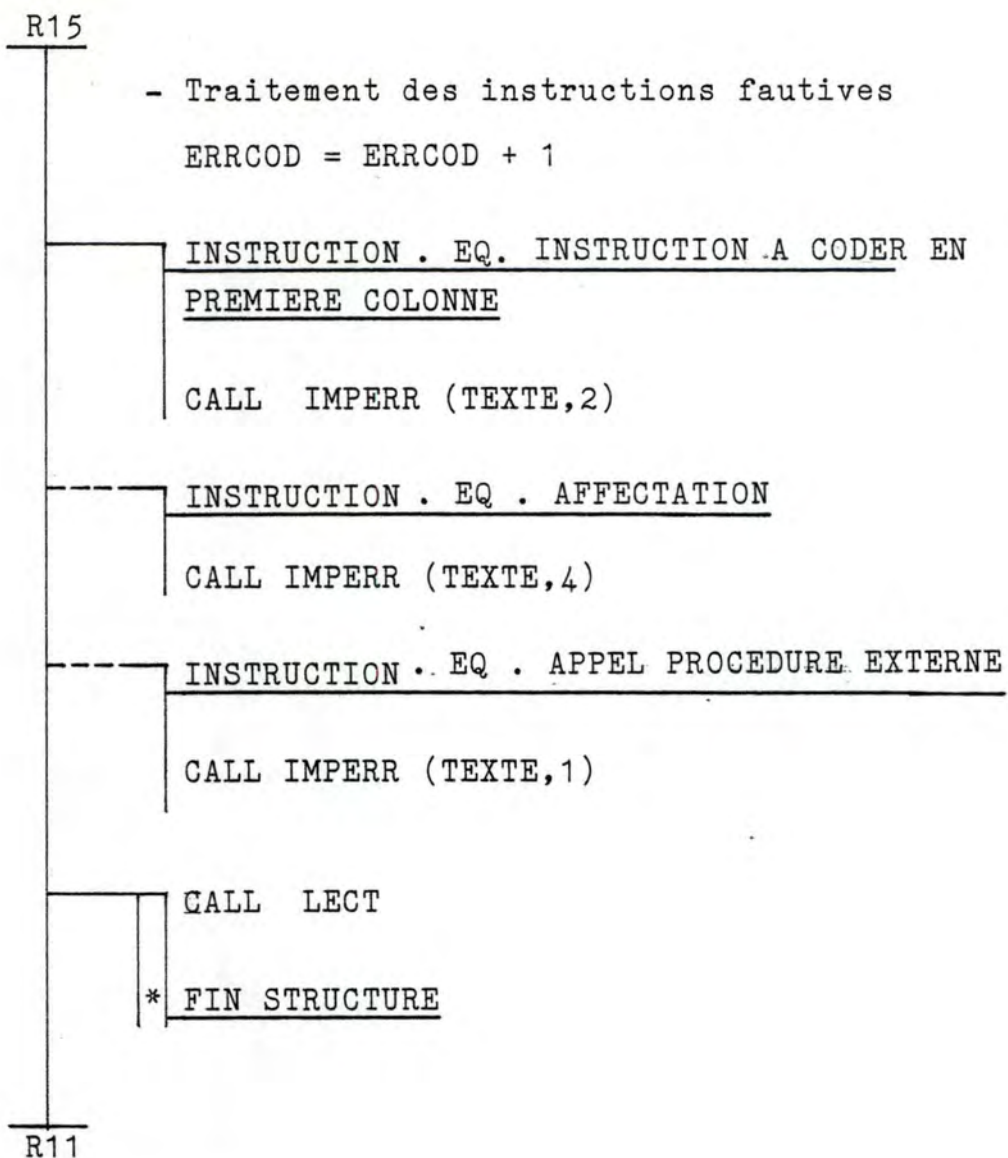 R15
- Traitement des instructions fautives
ERRCOD = ERRCOD + 1
INSTRUCTION . EQ. INSTRUCTION A CODER EN
PREMIERE COLONNE
CALL IMPERR (TEXTE,2)
INSTRUCTION . EQ . AFFECTATION
CALL IMPERR (TEXTE,4)
INSTRUCTION . EQ . APPEL PROCEDURE EXTERNE
CALL IMPERR (TEXTE,1)
CALL LECT
* FIN STRUCTURE
R11